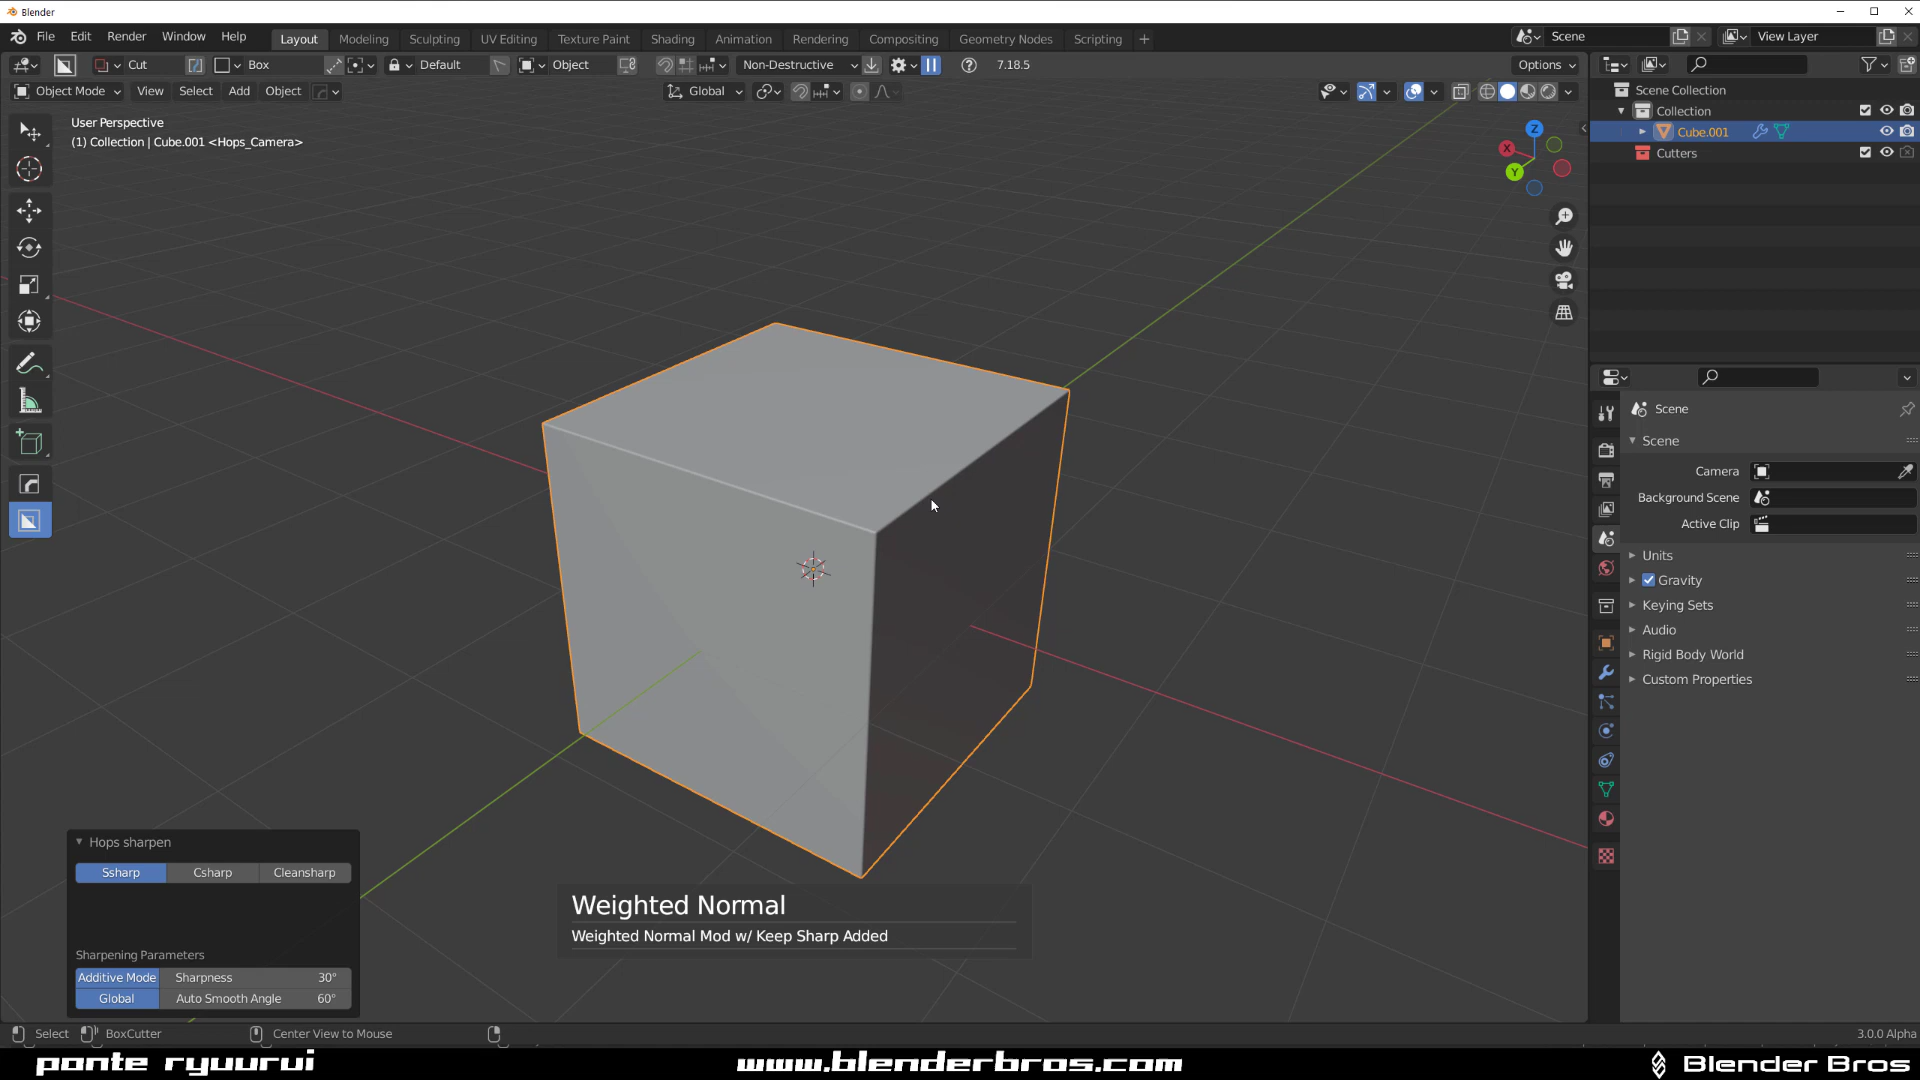 Blender
File Edit Render Window Help
Layout Modeling Sculpting UV Editing Texture Paint Shading Animation Rendering Compositing Geometry Nodes Scripting +
Scene
View Layer
Cut Box Default Object Non-Destructive 7.18.5 Options
Object Mode View Select Add Object Global
User Perspective
(1) Collection | Cube.001 <Hops_Camera>
Z
X
Y
Scene Collection
Collection
Cube.001
Cutters
Scene
Scene
Camera
Background Scene
Active Clip
Units
Gravity
Keying Sets
Audio
Rigid Body World
Custom Properties
Hops sharpen
Ssharp Csharp Cleansharp
Sharpening Parameters
Additive Mode Sharpness 30°
Global Auto Smooth Angle 60°
Weighted Normal
Weighted Normal Mod w/ Keep Sharp Added
Select BoxCutter Center View to Mouse 3.0.0 Alpha
ponte ryuurui www.blenderbros.com Blender Bros